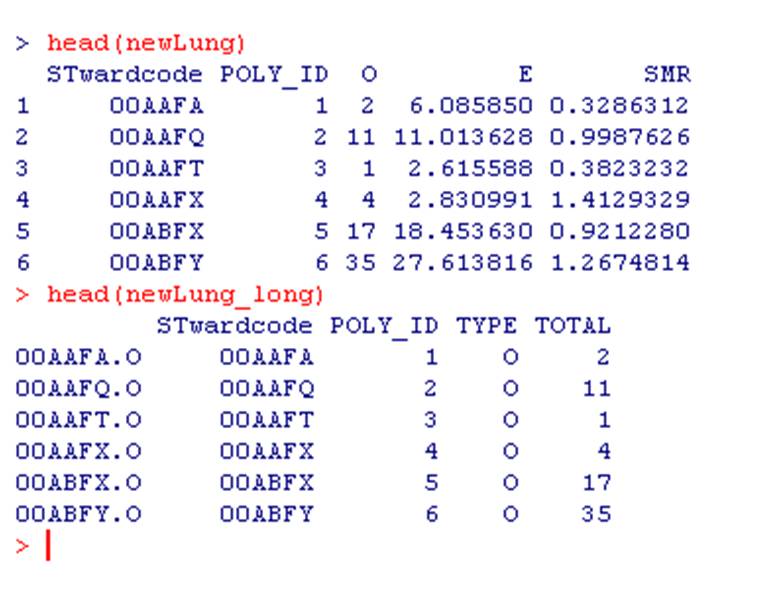 > head(newLung)
STwardcode POLY_ID O E SMR
1 00AAFA 1 2 6.085850 0.3286312
2 00AAFQ 2 11 11.013628 0.9987626
3 00AAFT 3 1 2.615588 0.3823232
4 00AAFX 4 4 2.830991 1.4129329
5 00ABFX 5 17 18.453630 0.9212280
6 00ABFY 6 35 27.613816 1.2674814
> head(newLung_long)
STwardcode POLY_ID TYPE TOTAL
00AAFA.O 00AAFA 1 O 2
00AAFQ.O 00AAFQ 2 O 11
00AAFT.O 00AAFT 3 O 1
00AAFX.O 00AAFX 4 O 4
00ABFX.O 00ABFX 5 O 17
00ABFY.O 00ABFY 6 O 35
>